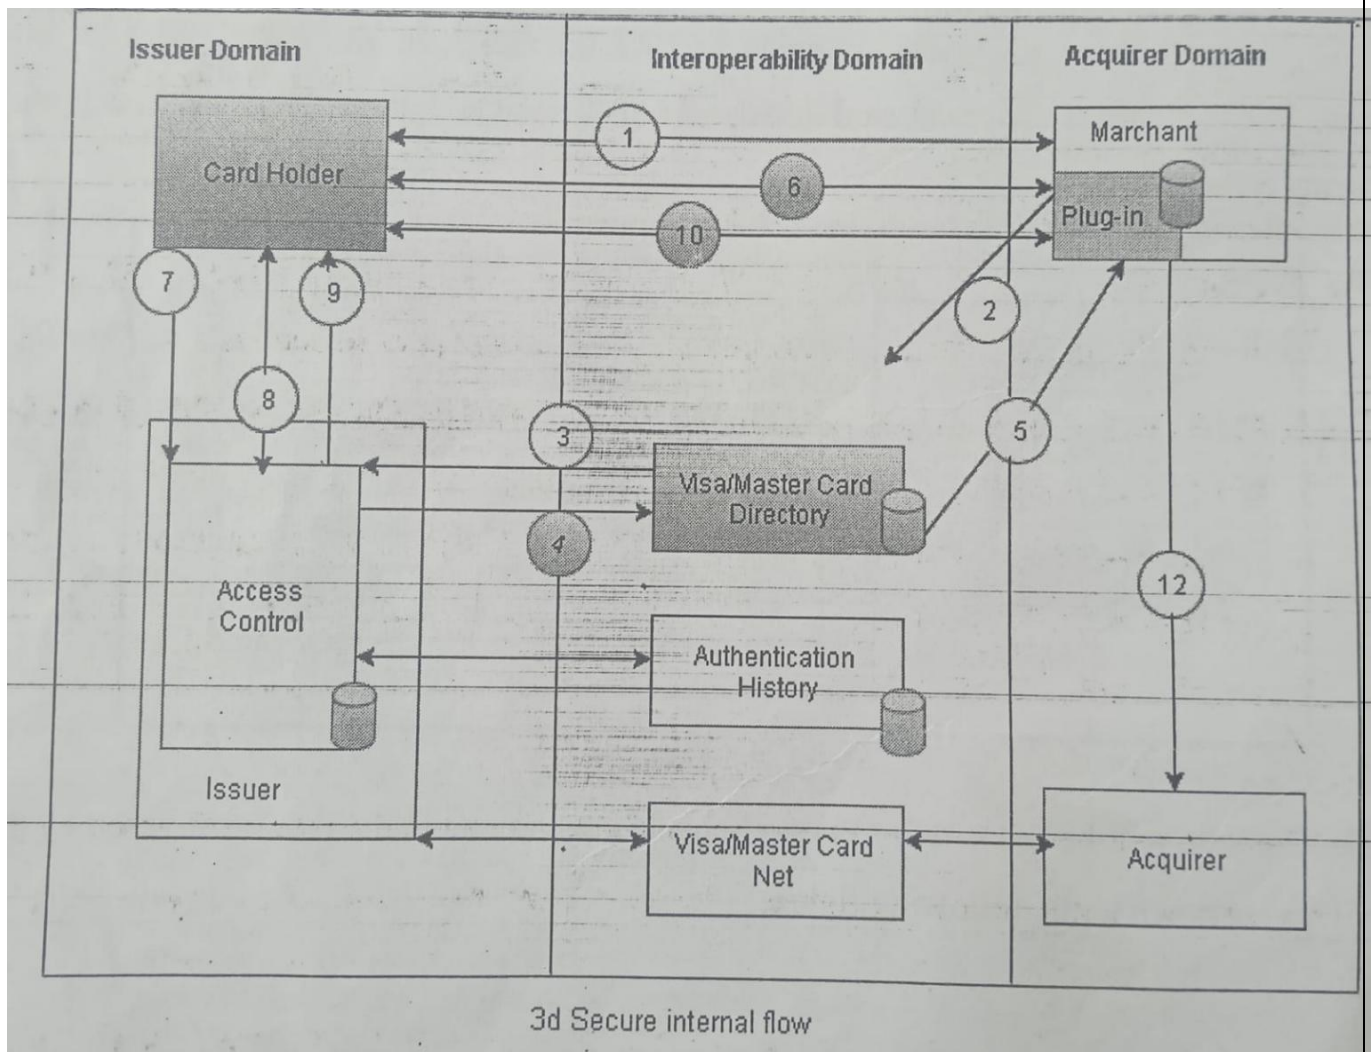 Issuer Domain
Interoperability Domain
Acquirer Domain
Card Holder
Marchant
Plug-in
1
6
10
7
9
2
8
3
5
Visa/Master Card
Directory
4
Access
Control
12
Authentication
History
Issuer
Visa/Master Card
Net
Acquirer
3d Secure internal flow